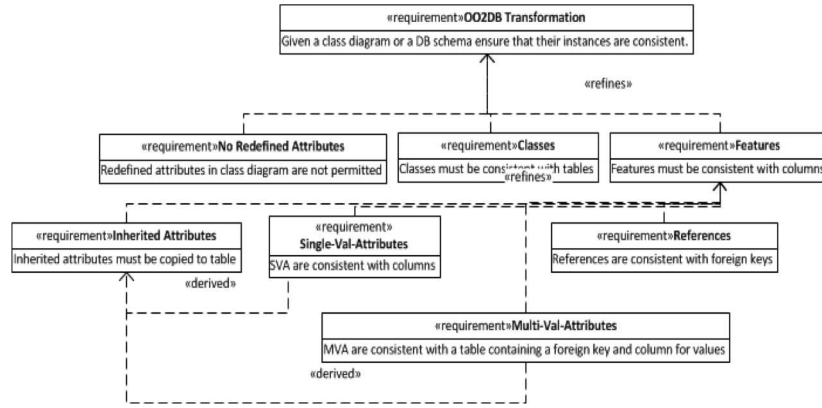 «requirement»OO2DB Transformation
Given a class diagram or a DB schema ensure that their instances are consistent.
«refines»
«requirement»No Redefined Attributes
Redefined attributes in class diagram are not permitted
«requirement»Classes
Classes must be consistent with tables
«requirement»Features
Features must be consistent with columns
«refines»
«requirement»Inherited Attributes
Inherited attributes must be copied to table
«requirement»
Single-Val-Attributes
SVA are consistent with columns
«requirement»References
References are consistent with foreign keys
«derived»
«requirement»Multi-Val-Attributes
MVA are consistent with a table containing a foreign key and column for values
«derived»